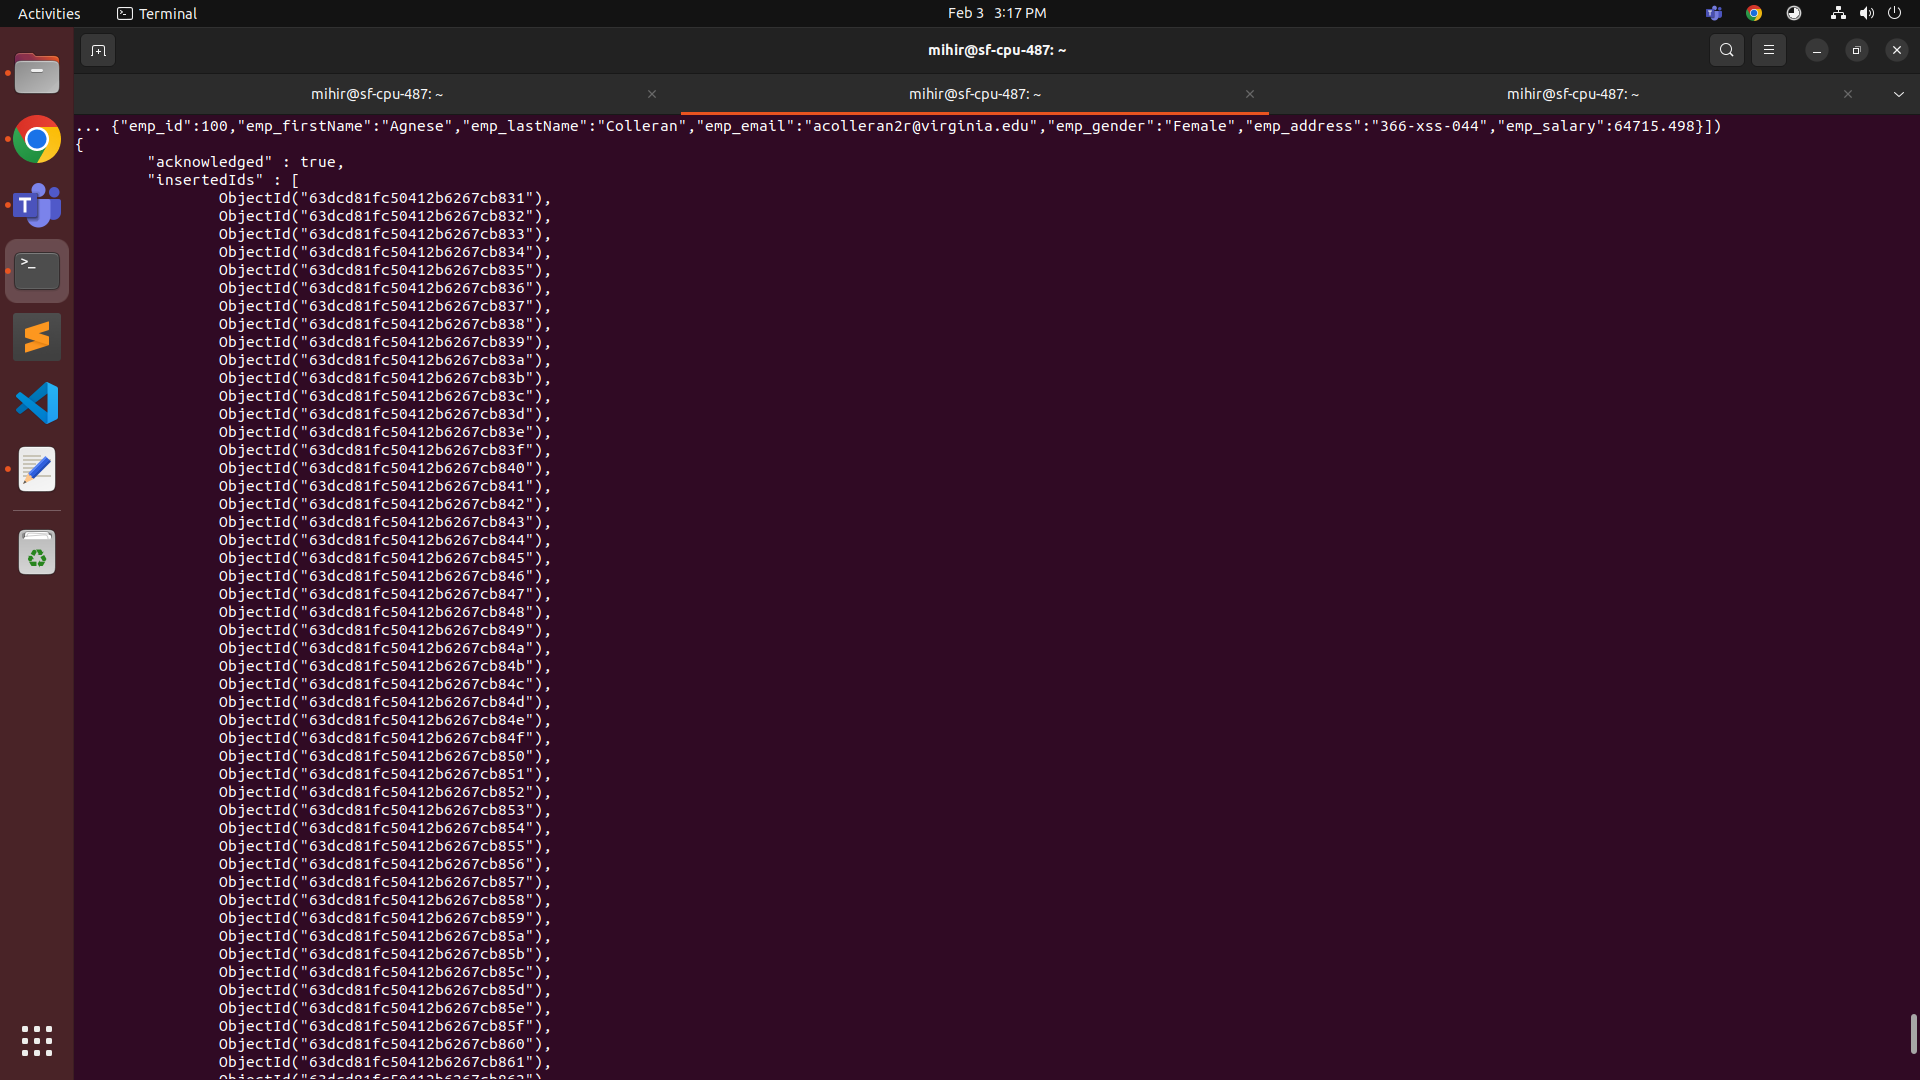 Activities Terminal Feb 3 3:17 PM
mihir@sf-cpu-487: ~
mihir@sf-cpu-487: ~ mihir@sf-cpu-487: ~ mihir@sf-cpu-487: ~
... {"emp_id":100,"emp_firstName":"Agnese","emp_lastName":"Colleran","emp_email":"acolleran2r@virginia.edu","emp_gender":"Female","emp_address":"366-xss-044","emp_salary":64715.498}])
{
"acknowledged" : true,
"insertedIds" : [
ObjectId("63dcd81fc50412b6267cb831"),
ObjectId("63dcd81fc50412b6267cb832"),
ObjectId("63dcd81fc50412b6267cb833"),
ObjectId("63dcd81fc50412b6267cb834"),
ObjectId("63dcd81fc50412b6267cb835"),
ObjectId("63dcd81fc50412b6267cb836"),
ObjectId("63dcd81fc50412b6267cb837"),
ObjectId("63dcd81fc50412b6267cb838"),
ObjectId("63dcd81fc50412b6267cb839"),
ObjectId("63dcd81fc50412b6267cb83a"),
ObjectId("63dcd81fc50412b6267cb83b"),
ObjectId("63dcd81fc50412b6267cb83c"),
ObjectId("63dcd81fc50412b6267cb83d"),
ObjectId("63dcd81fc50412b6267cb83e"),
ObjectId("63dcd81fc50412b6267cb83f"),
ObjectId("63dcd81fc50412b6267cb840"),
ObjectId("63dcd81fc50412b6267cb841"),
ObjectId("63dcd81fc50412b6267cb842"),
ObjectId("63dcd81fc50412b6267cb843"),
ObjectId("63dcd81fc50412b6267cb844"),
ObjectId("63dcd81fc50412b6267cb845"),
ObjectId("63dcd81fc50412b6267cb846"),
ObjectId("63dcd81fc50412b6267cb847"),
ObjectId("63dcd81fc50412b6267cb848"),
ObjectId("63dcd81fc50412b6267cb849"),
ObjectId("63dcd81fc50412b6267cb84a"),
ObjectId("63dcd81fc50412b6267cb84b"),
ObjectId("63dcd81fc50412b6267cb84c"),
ObjectId("63dcd81fc50412b6267cb84d"),
ObjectId("63dcd81fc50412b6267cb84e"),
ObjectId("63dcd81fc50412b6267cb84f"),
ObjectId("63dcd81fc50412b6267cb850"),
ObjectId("63dcd81fc50412b6267cb851"),
ObjectId("63dcd81fc50412b6267cb852"),
ObjectId("63dcd81fc50412b6267cb853"),
ObjectId("63dcd81fc50412b6267cb854"),
ObjectId("63dcd81fc50412b6267cb855"),
ObjectId("63dcd81fc50412b6267cb856"),
ObjectId("63dcd81fc50412b6267cb857"),
ObjectId("63dcd81fc50412b6267cb858"),
ObjectId("63dcd81fc50412b6267cb859"),
ObjectId("63dcd81fc50412b6267cb85a"),
ObjectId("63dcd81fc50412b6267cb85b"),
ObjectId("63dcd81fc50412b6267cb85c"),
ObjectId("63dcd81fc50412b6267cb85d"),
ObjectId("63dcd81fc50412b6267cb85e"),
ObjectId("63dcd81fc50412b6267cb85f"),
ObjectId("63dcd81fc50412b6267cb860"),
ObjectId("63dcd81fc50412b6267cb861"),